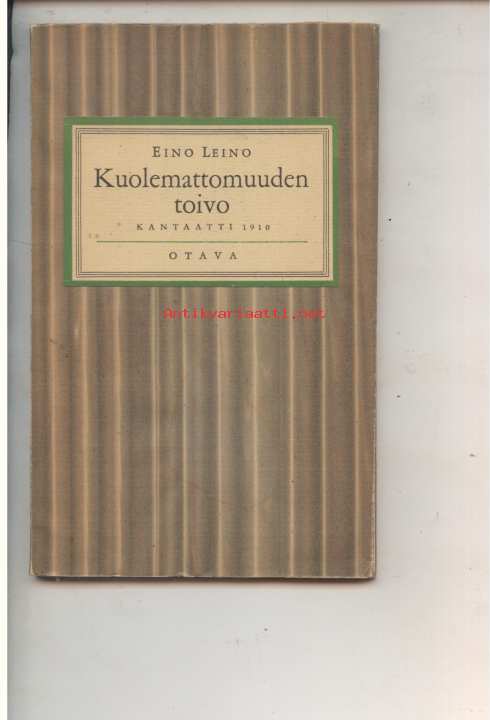 EINO LEINO
Kuolemattomuuden
toivo
KANTAATTI 1910
OTAVA
Antikvariaatti.net